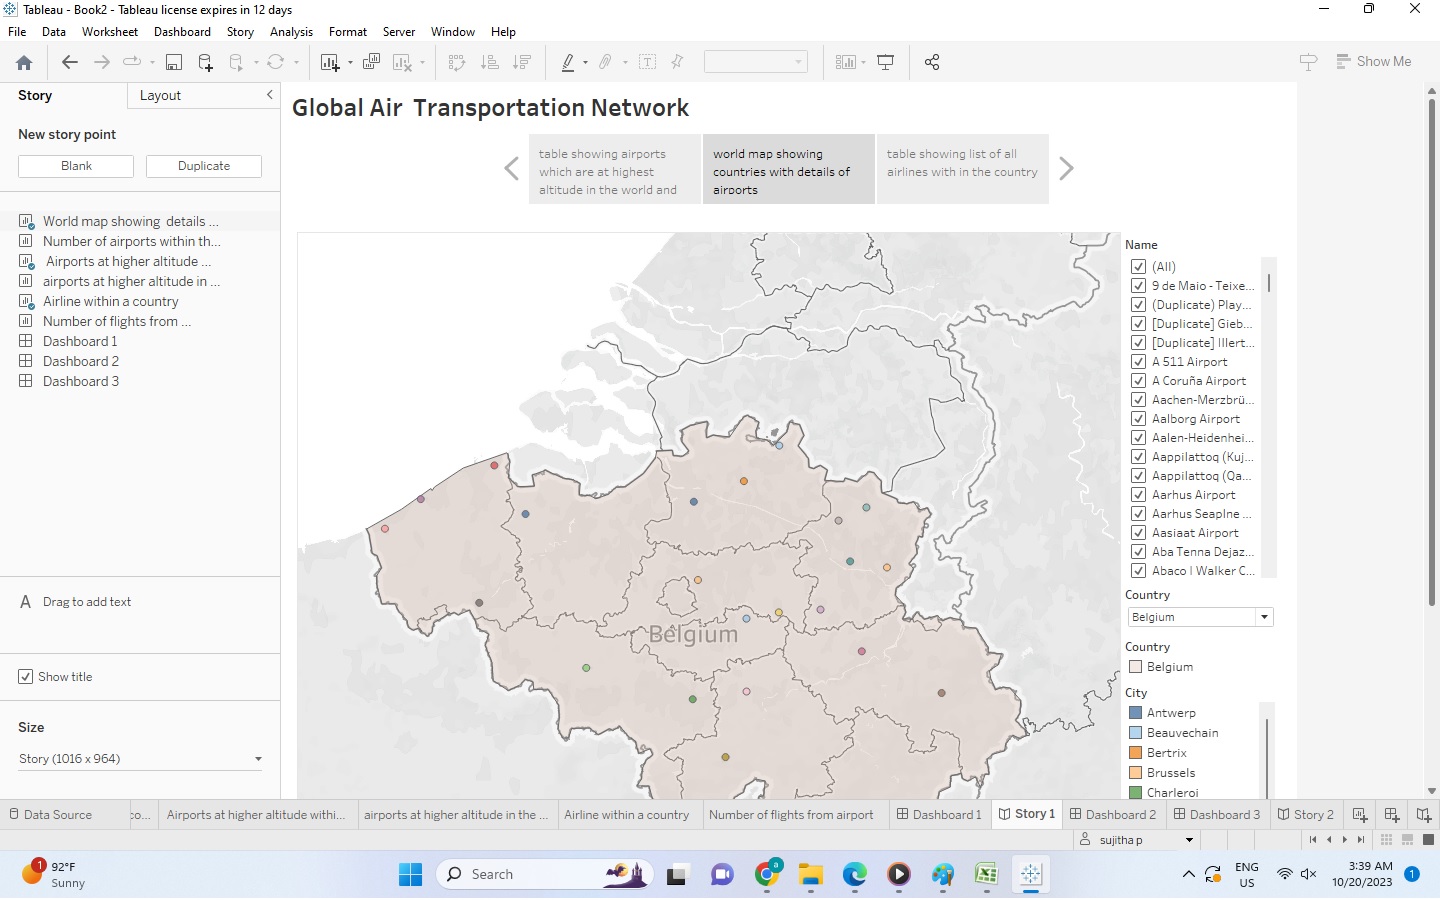 Tableau - Book2 - Tableau license expires in 12 days
File Data Worksheet Dashboard Story Analysis Format Server Window Help
Show Me
Story
Layout
New story point
Blank
Duplicate
World map showing details ...
Number of airports within th...
Airports at higher altitude ...
airports at higher altitude in ...
Airline within a country
Number of flights from ...
Dashboard 1
Dashboard 2
Dashboard 3
A Drag to add text
Show title
Size
Story (1016 x 964)
Global Air Transportation Network
table showing airports
which are at highest
altitude in the world and
world map showing
countries with details of
airports
table showing list of all
airlines with in the country
Belgium
Name
(All)
9 de Maio - Teixe...
(Duplicate) Play...
[Duplicate] Gieb...
[Duplicate] Illert...
A 511 Airport
A Coruña Airport
Aachen-Merzbrü...
Aalborg Airport
Aalen-Heidenhei...
Aappilattoq (Kuj...
Aappilattoq (Qa...
Aarhus Airport
Aarhus Seaplne ...
Aasiaat Airport
Aba Tenna Dejaz...
Abaco I Walker C...
Country
Belgium
Country
Belgium
City
Antwerp
Beauvechain
Bertrix
Brussels
Charleroi
Data Source
co...
Airports at higher altitude withi...
airports at higher altitude in the ...
Airline within a country
Number of flights from airport
Dashboard 1
Story 1
Dashboard 2
Dashboard 3
Story 2
sujitha p
1
92°F
Sunny
Search
a
ENG
US
3:39 AM
10/20/2023
1